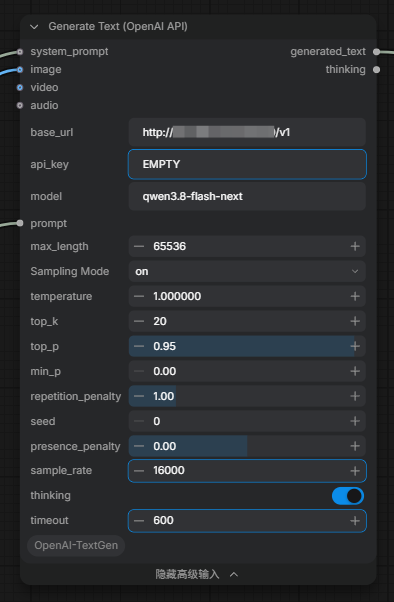 Generate Text (OpenAI API)
system_prompt generated_text
image thinking
video
audio
base_url http:// /v1
api_key EMPTY
model qwen3.8-flash-next
prompt
max_length 65536
Sampling Mode on
temperature 1.000000
top_k 20
top_p 0.95
min_p 0.00
repetition_penalty 1.00
seed 0
presence_penalty 0.00
sample_rate 16000
thinking
timeout 600
OpenAI-TextGen
隐藏高级输入